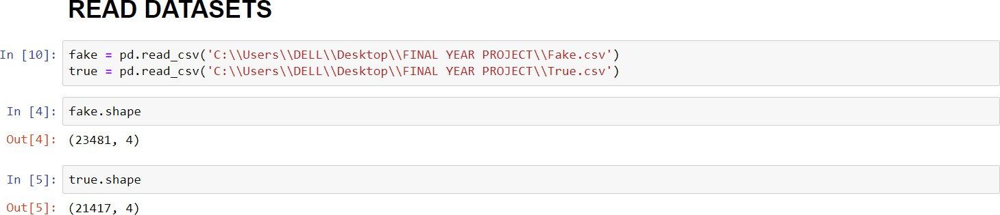 READ DATASETS
In [10]: fake = pd.read_csv('C:\\Users\\DELL\\Desktop\\FINAL YEAR PROJECT\\Fake.csv')
true = pd.read_csv('C:\\Users\\DELL\\Desktop\\FINAL YEAR PROJECT\\True.csv')
In [4]: fake.shape
Out[4]: (23481, 4)
In [5]: true.shape
Out[5]: (21417, 4)